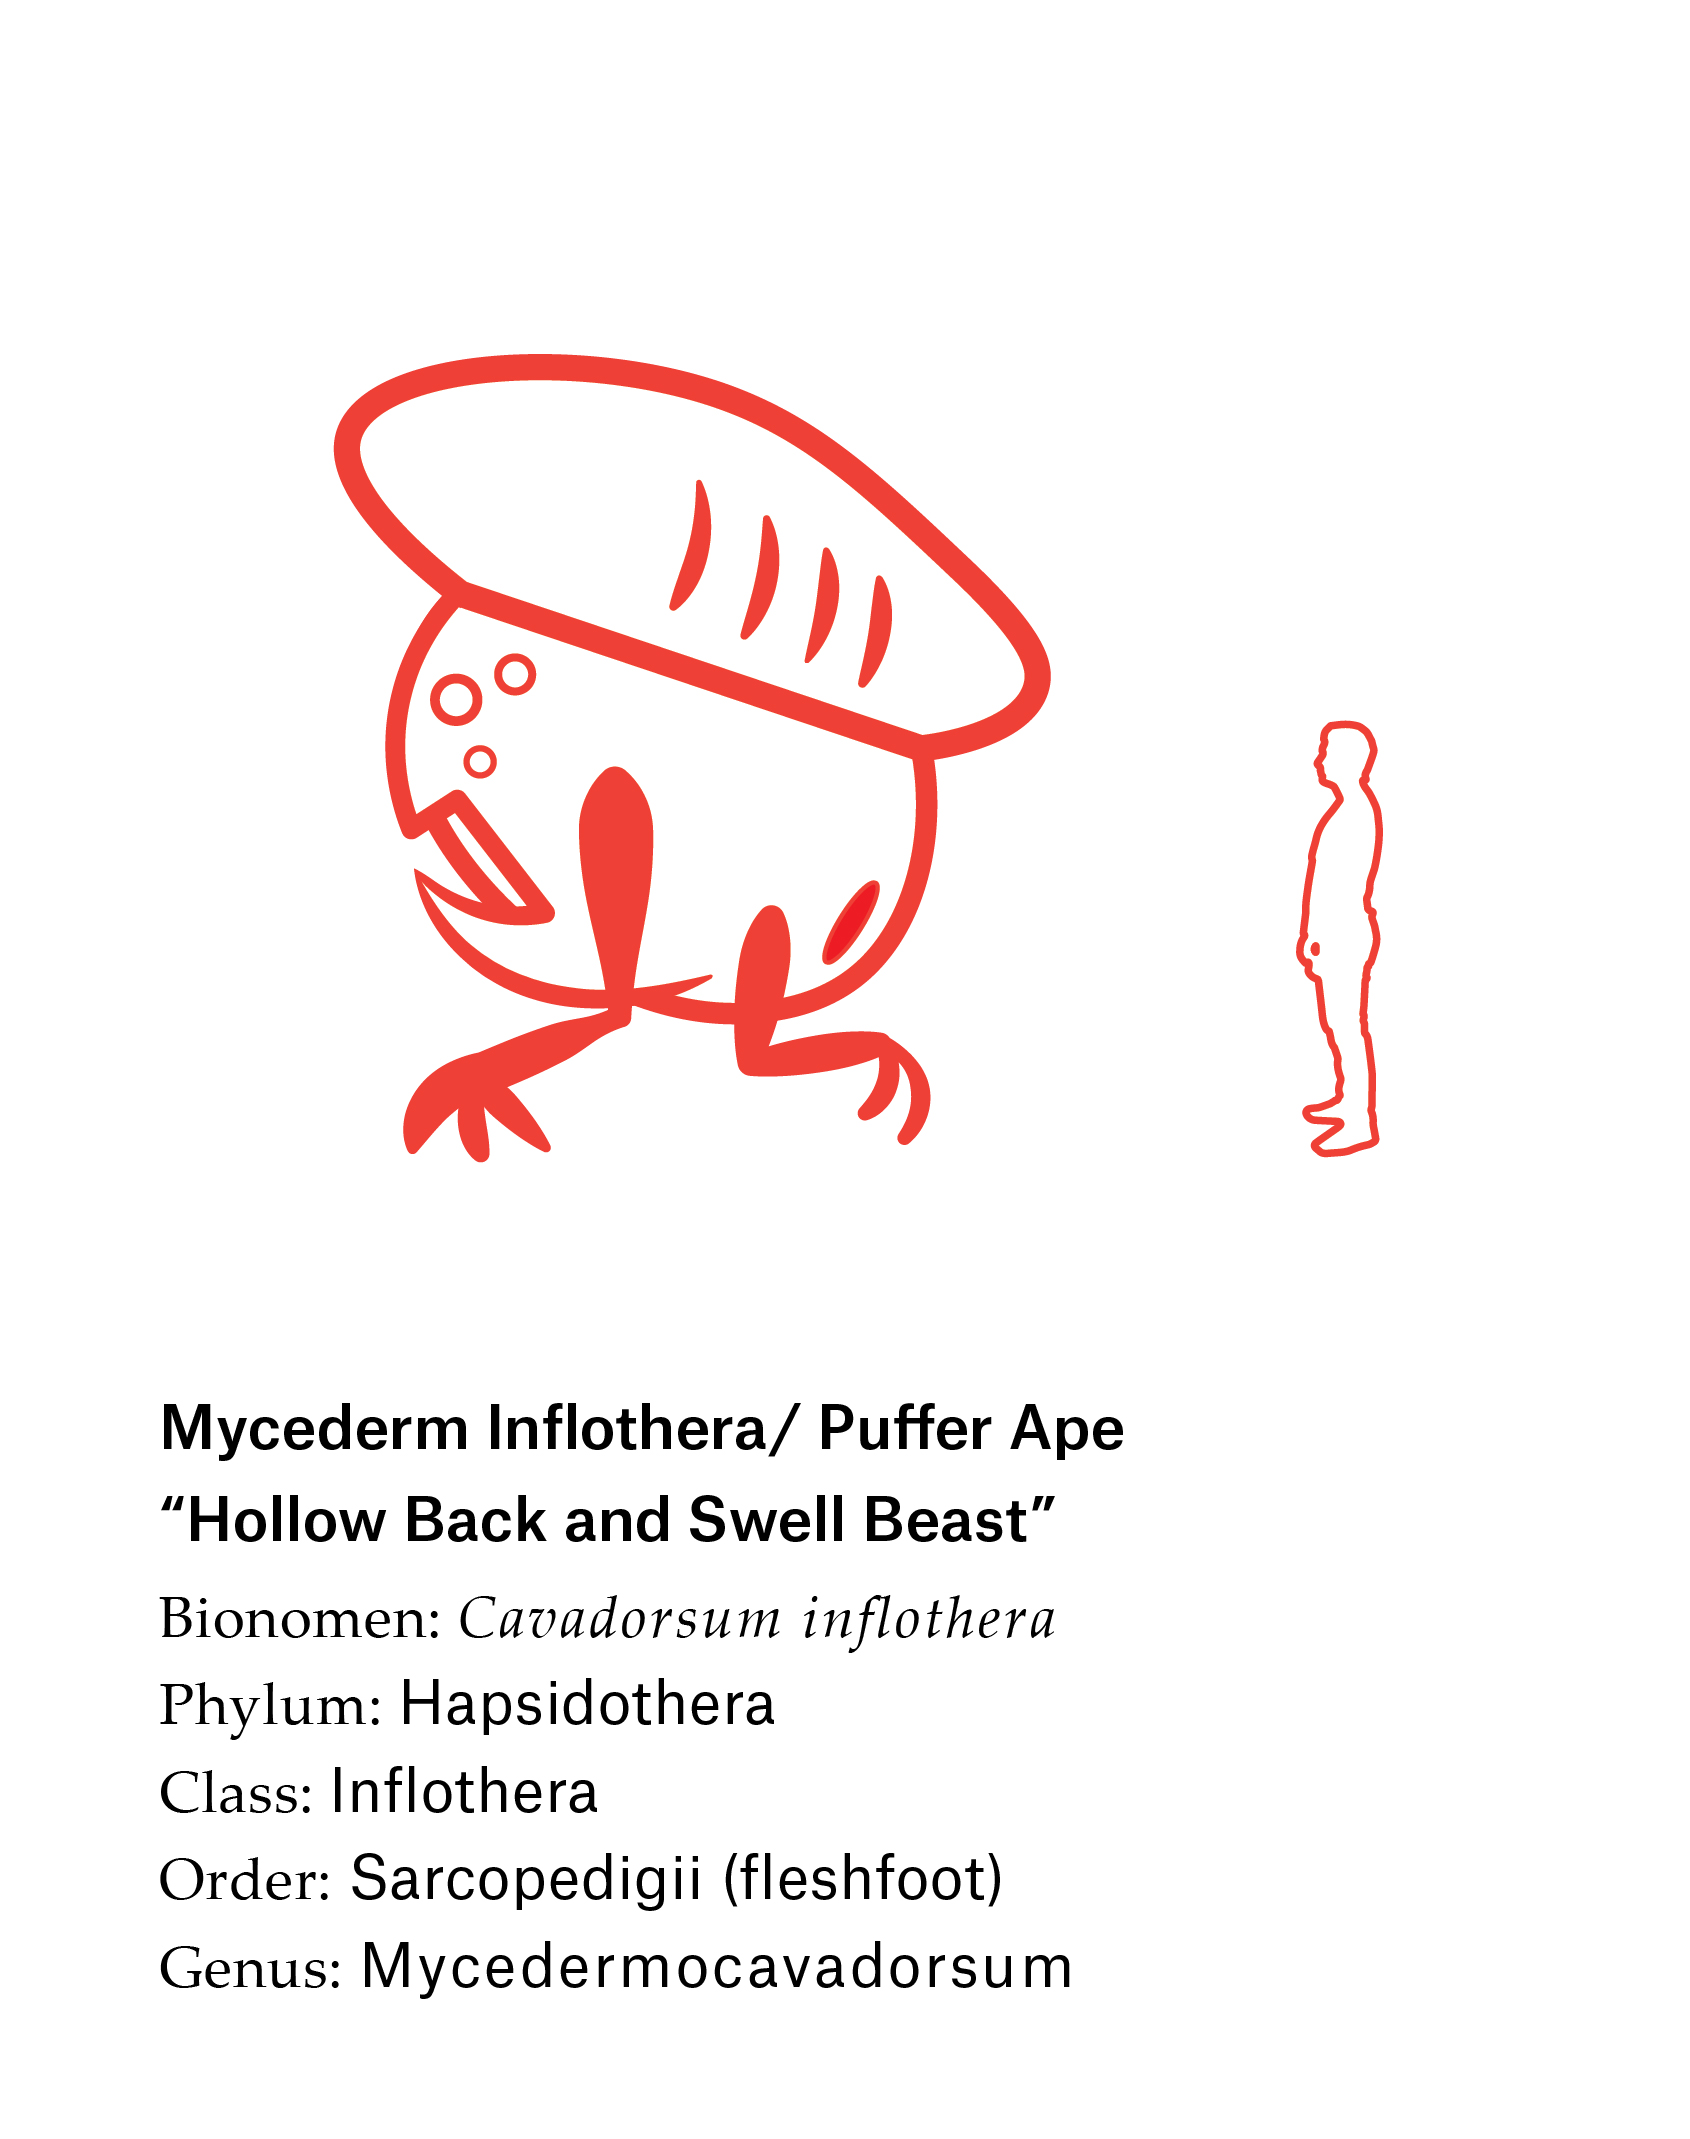 Mycederm Inflothera/ Puffer Ape
“Hollow Back and Swell Beast”
Bionomen: Cavadorsum inflothera
Phylum: Hapsidothera
Class: Inflothera
Order: Sarcopedigii (fleshfoot)
Genus: Mycedermocavadorsum